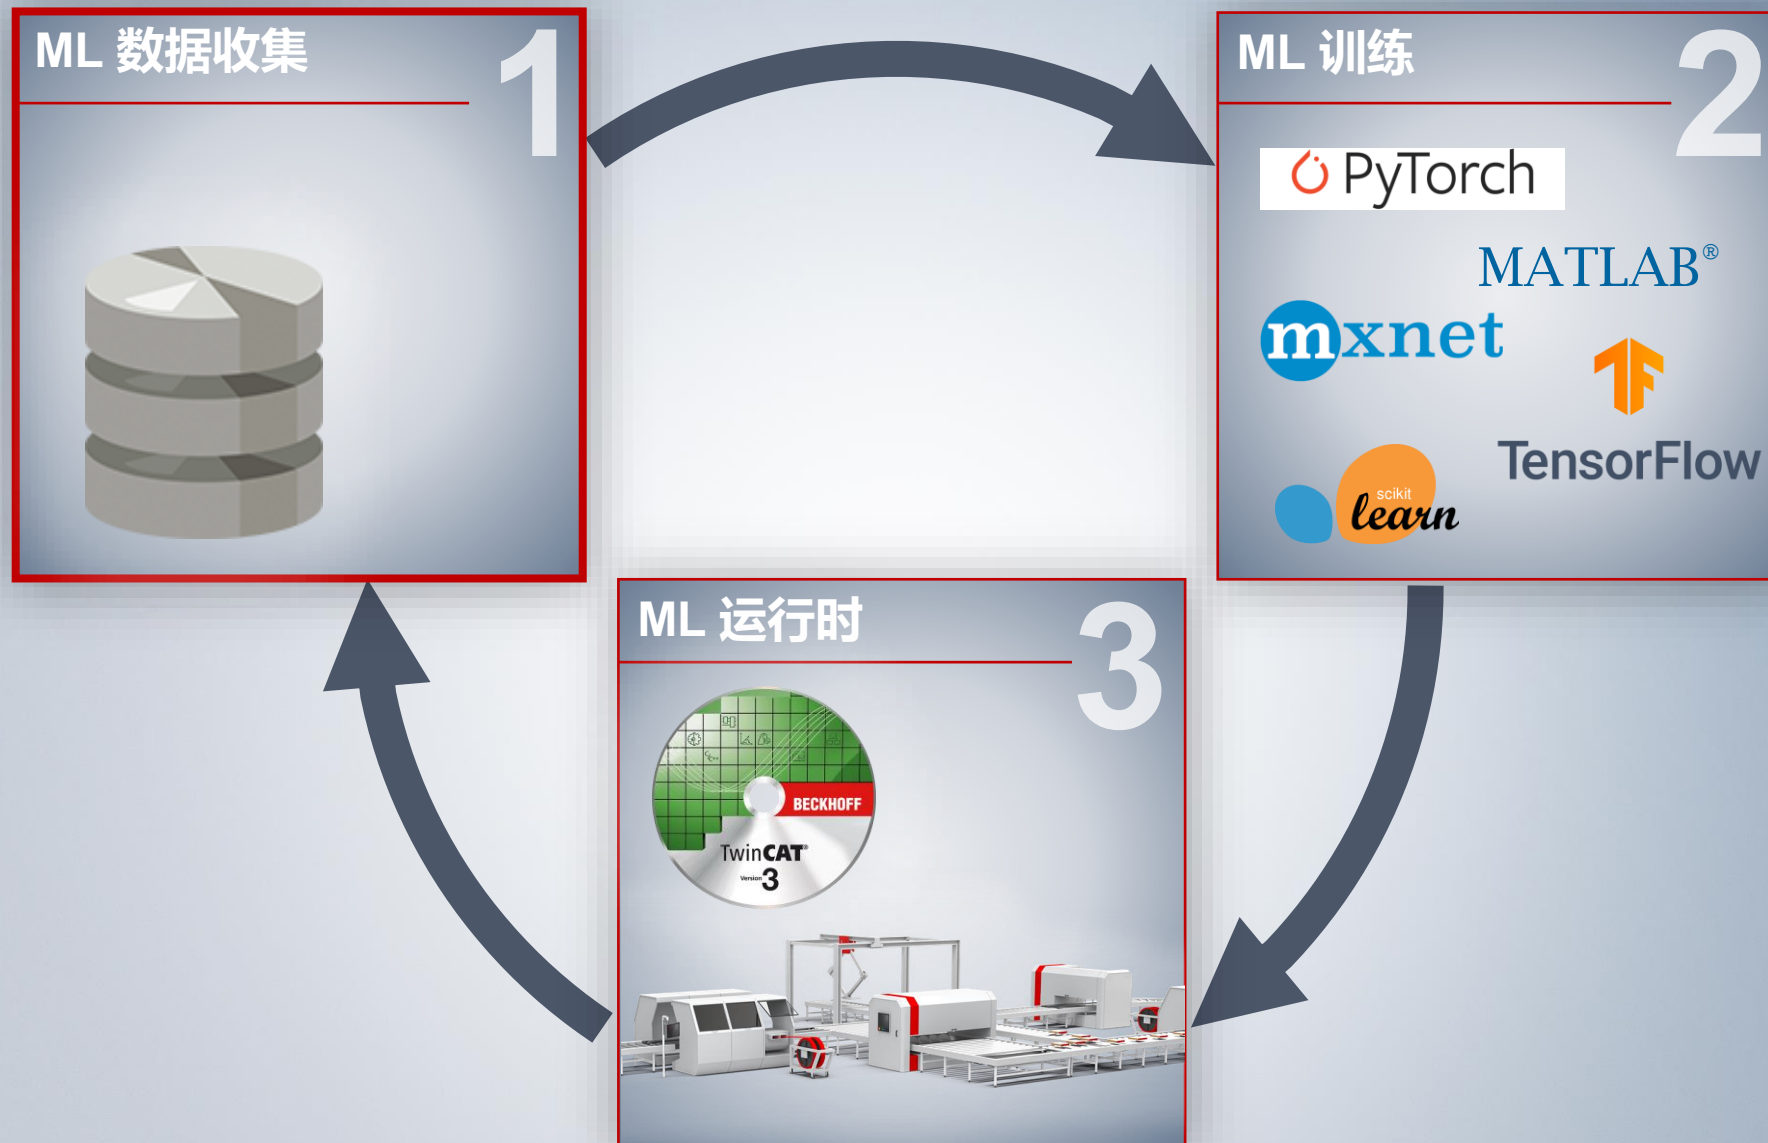 ML 数据收集
1
ML 训练
2
PyTorch
MATLAB®
mxnet
TensorFlow
scikit
learn
ML 运行时
3
BECKHOFF
TwinCAT®
Version 3